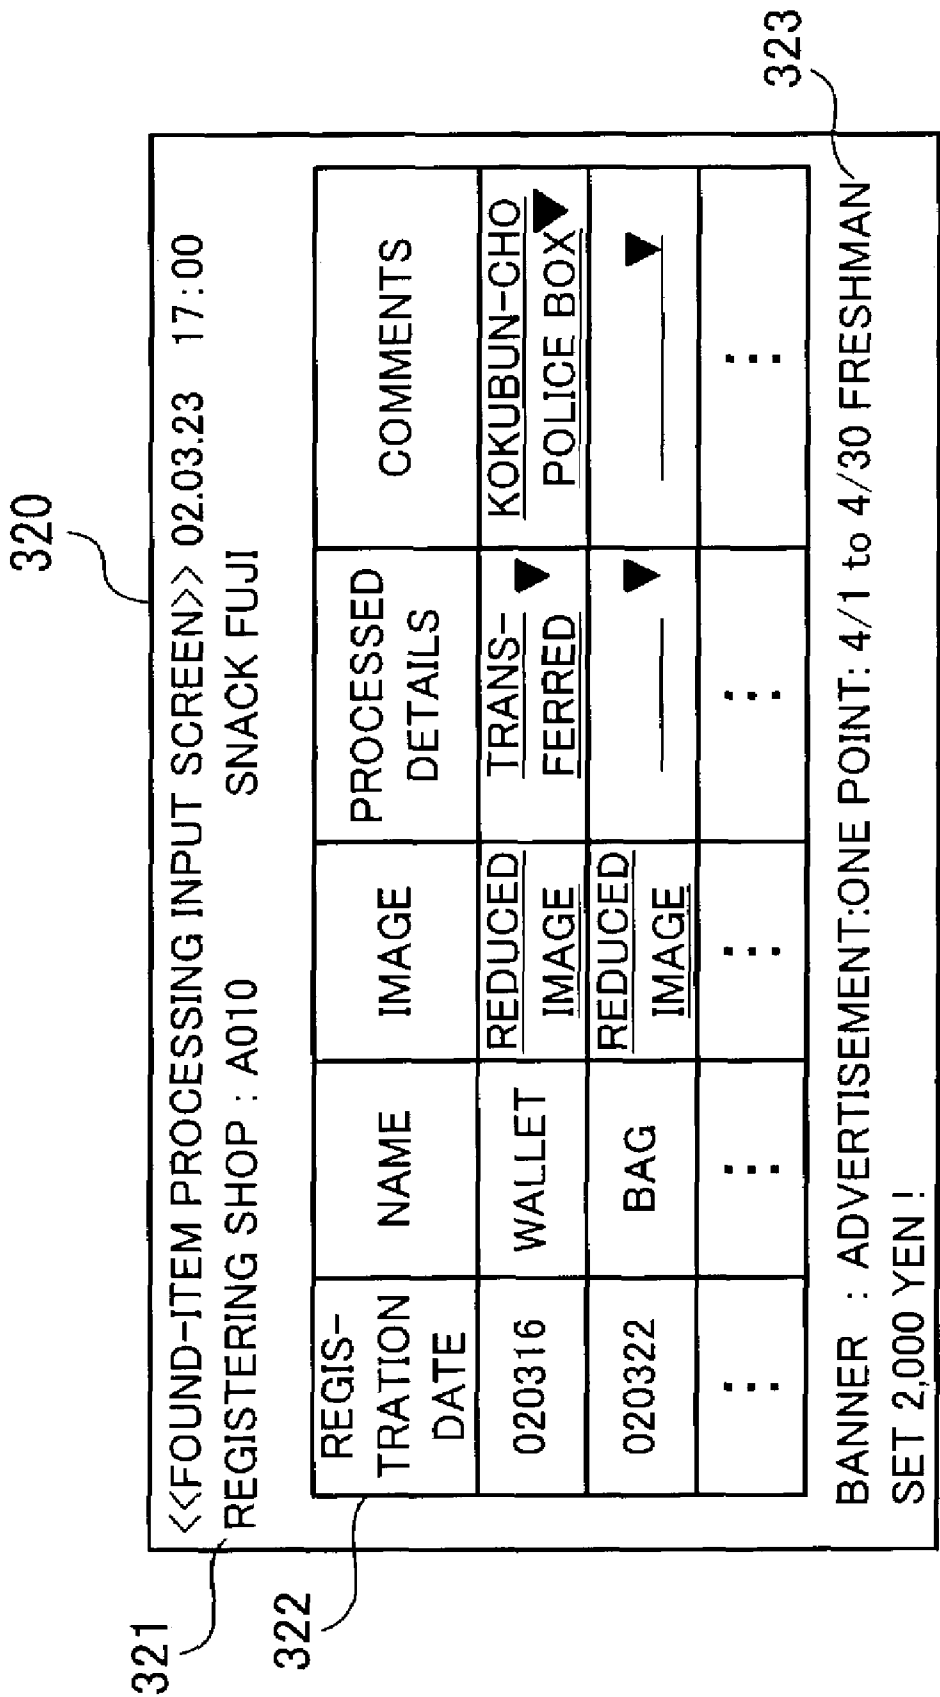 320
<<FOUND-ITEM PROCESSING INPUT SCREEN>> 02.03.23 17:00
321
REGISTERING SHOP : A010 SNACK FUJI
322
REGIS-
TRATION
DATE
NAME
IMAGE
PROCESSED
DETAILS
COMMENTS
020316
WALLET
REDUCED
IMAGE
TRANS-
FERRED ▼
KOKUBUN-CHO
POLICE BOX ▼
020322
BAG
REDUCED
IMAGE
▼
▼
⋮ ⋮ ⋮ ⋮ ⋮
BANNER : ADVERTISEMENT:ONE POINT: 4/1 to 4/30 FRESHMAN
SET 2,000 YEN !
323